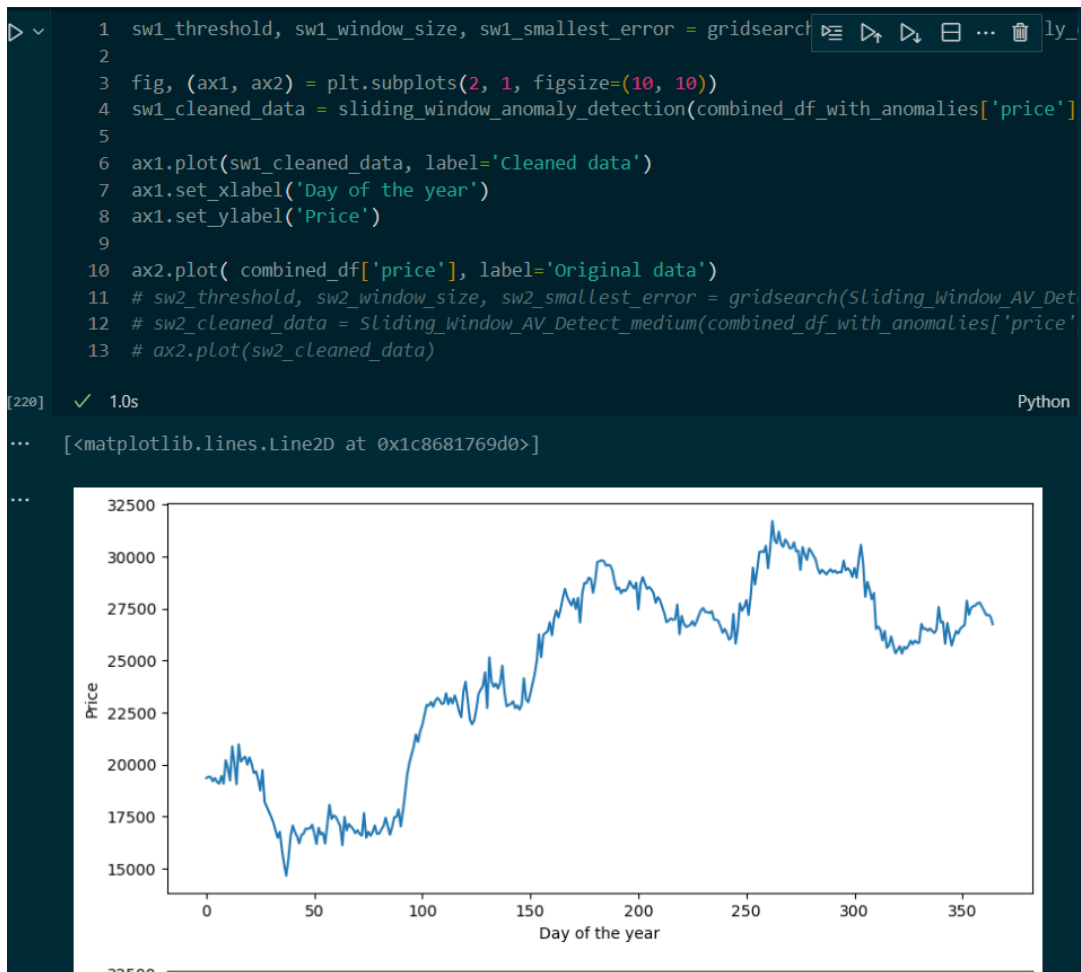 1 sw1_threshold, sw1_window_size, sw1_smallest_error = gridsearch ly_
2
3 fig, (ax1, ax2) = plt.subplots(2, 1, figsize=(10, 10))
4 sw1_cleaned_data = sliding_window_anomaly_detection(combined_df_with_anomalies['price']
5
6 ax1.plot(sw1_cleaned_data, label='Cleaned data')
7 ax1.set_xlabel('Day of the year')
8 ax1.set_ylabel('Price')
9
10 ax2.plot( combined_df['price'], label='Original data')
11 # sw2_threshold, sw2_window_size, sw2_smallest_error = gridsearch(Sliding_Window_AV_Det
12 # sw2_cleaned_data = Sliding_Window_AV_Detect_medium(combined_df_with_anomalies['price'
13 # ax2.plot(sw2_cleaned_data)
[220] 1.0s Python
[<matplotlib.lines.Line2D at 0x1c8681769d0>]
32500
30000
27500
25000
22500
20000
17500
15000
Price
0 50 100 150 200 250 300 350
Day of the year